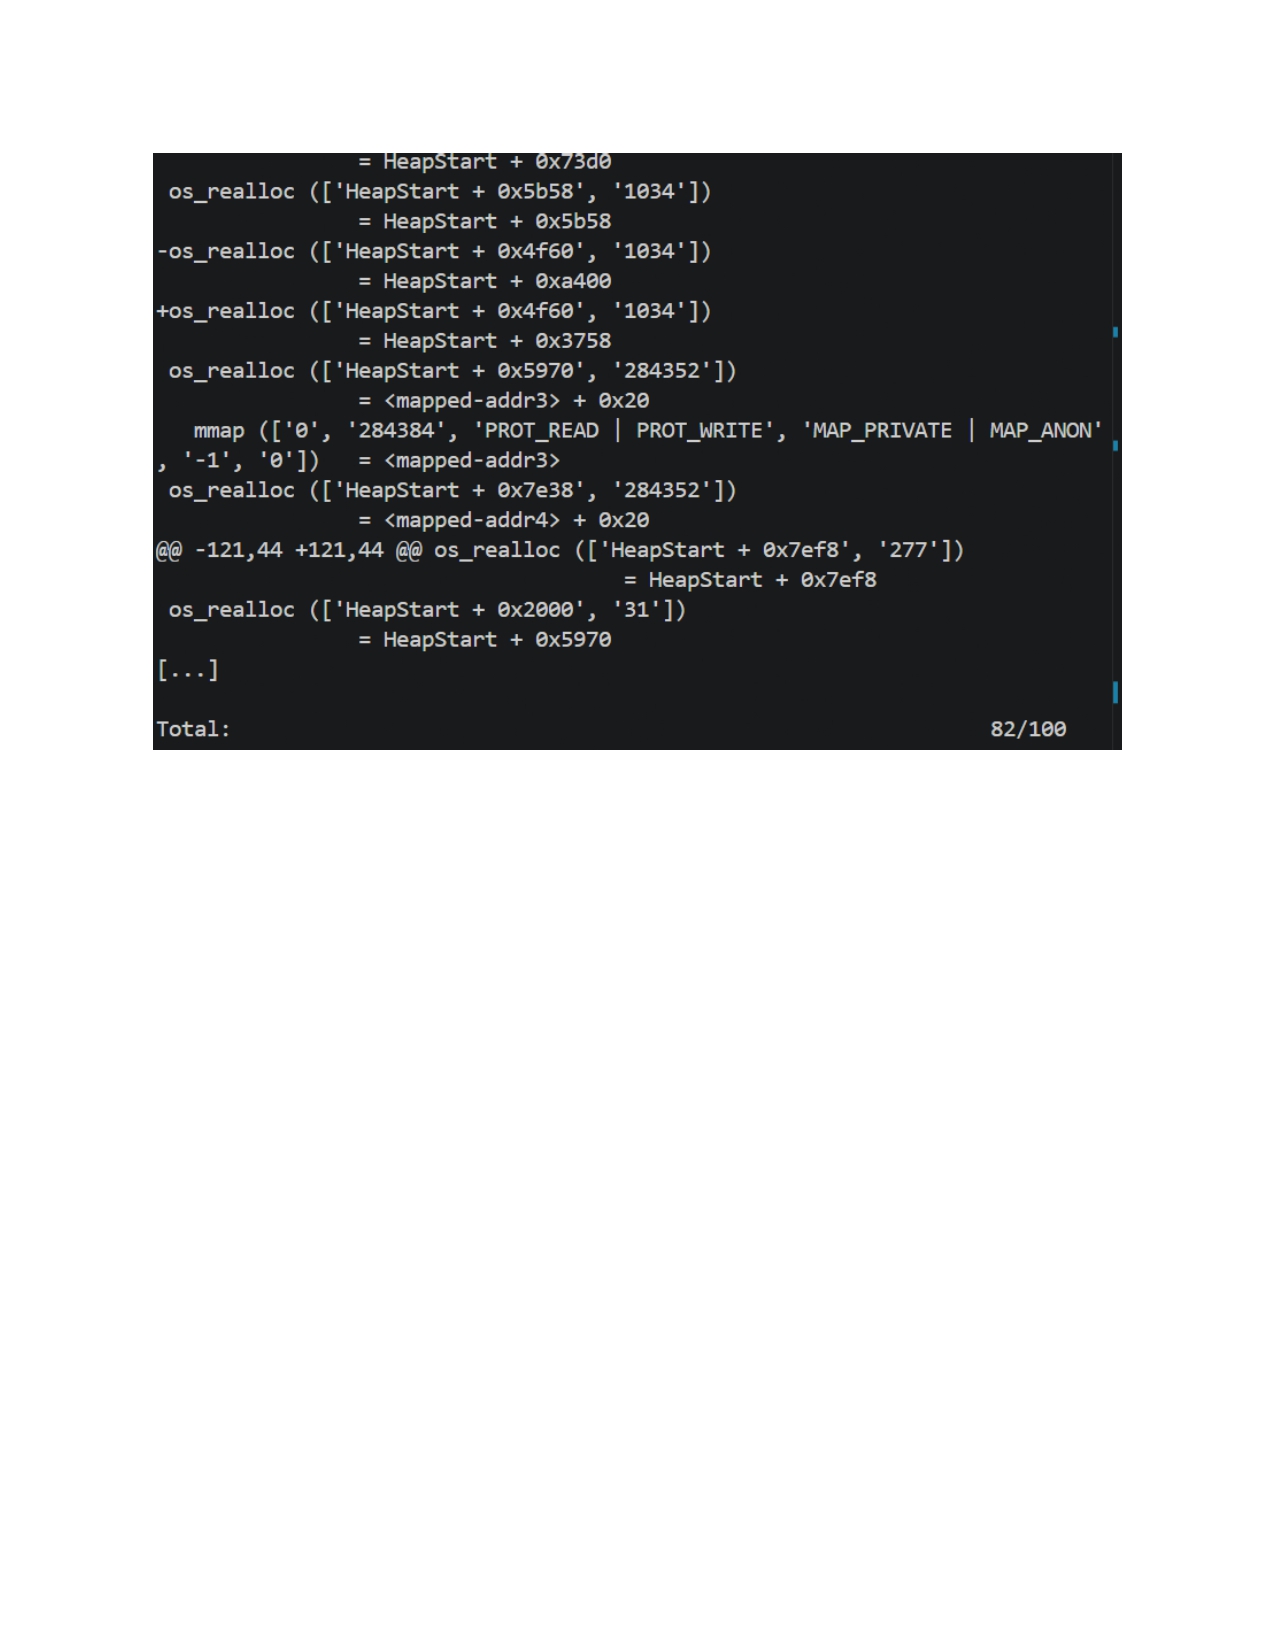 = HeapStart + 0x73d0
os_realloc (['HeapStart + 0x5b58', '1034'])
= HeapStart + 0x5b58
-os_realloc (['HeapStart + 0x4f60', '1034'])
= HeapStart + 0xa400
+os_realloc (['HeapStart + 0x4f60', '1034'])
= HeapStart + 0x3758
os_realloc (['HeapStart + 0x5970', '284352'])
= <mapped-addr3> + 0x20
mmap (['0', '284384', 'PROT_READ | PROT_WRITE', 'MAP_PRIVATE | MAP_ANON'
, '-1', '0'])   = <mapped-addr3>
os_realloc (['HeapStart + 0x7e38', '284352'])
= <mapped-addr4> + 0x20
@@ -121,44 +121,44 @@ os_realloc (['HeapStart + 0x7ef8', '277'])
= HeapStart + 0x7ef8
os_realloc (['HeapStart + 0x2000', '31'])
= HeapStart + 0x5970
[...]
Total: 82/100